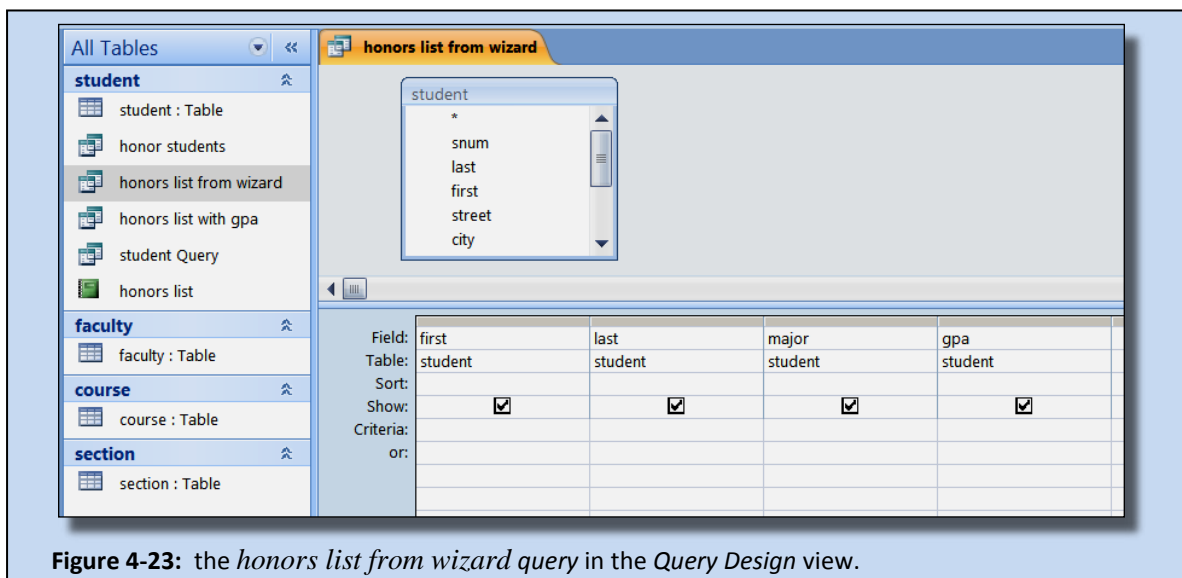 All Tables
student
student : Table
honor students
honors list from wizard
honors list with gpa
student Query
honors list
faculty
faculty : Table
course
course : Table
section
section : Table
honors list from wizard
student
*
snum
last
first
street
city
Field: first last major gpa
Table: student student student student
Sort:
Show:
Criteria:
or:
Figure 4-23: the honors list from wizard query in the Query Design view.